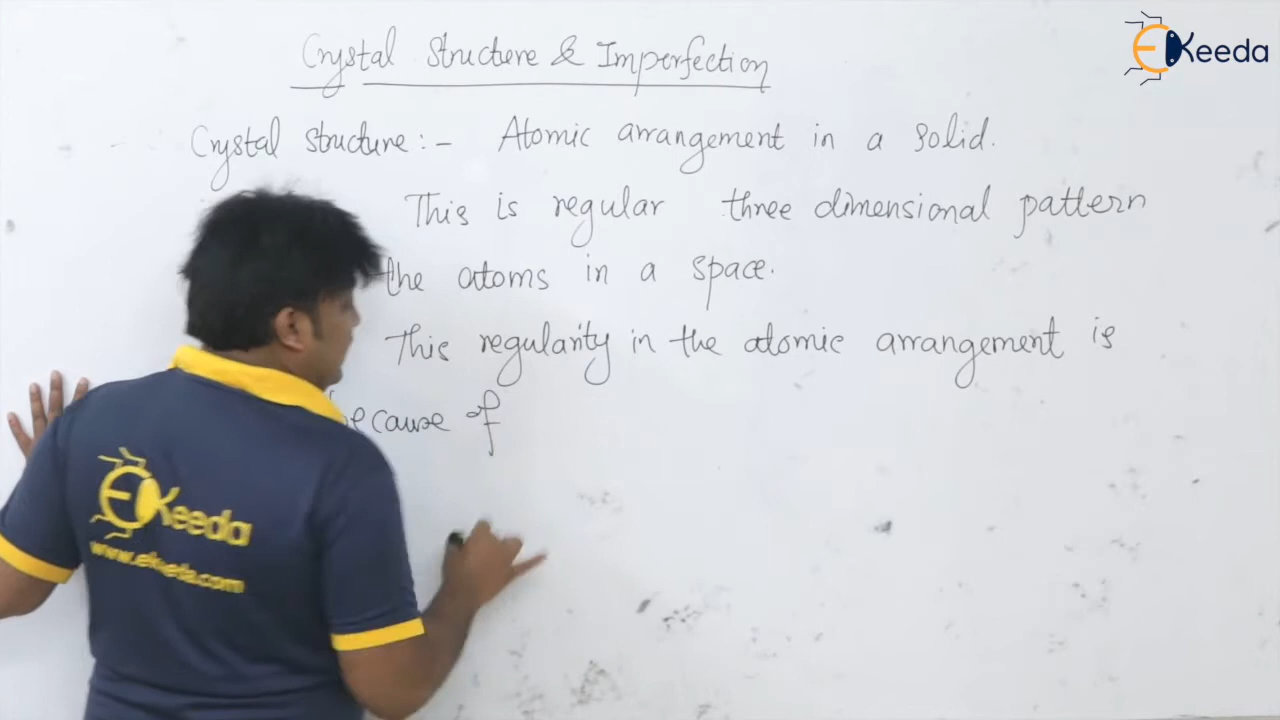 Crystal Structure & Imperfection
Crystal structure:- Atomic arrangement in a solid.
This is regular three dimensional pattern
the atoms in a space.
This regularity in the atomic arrangement is
because of
EKeeda
EKeeda
www.ekeeda.com